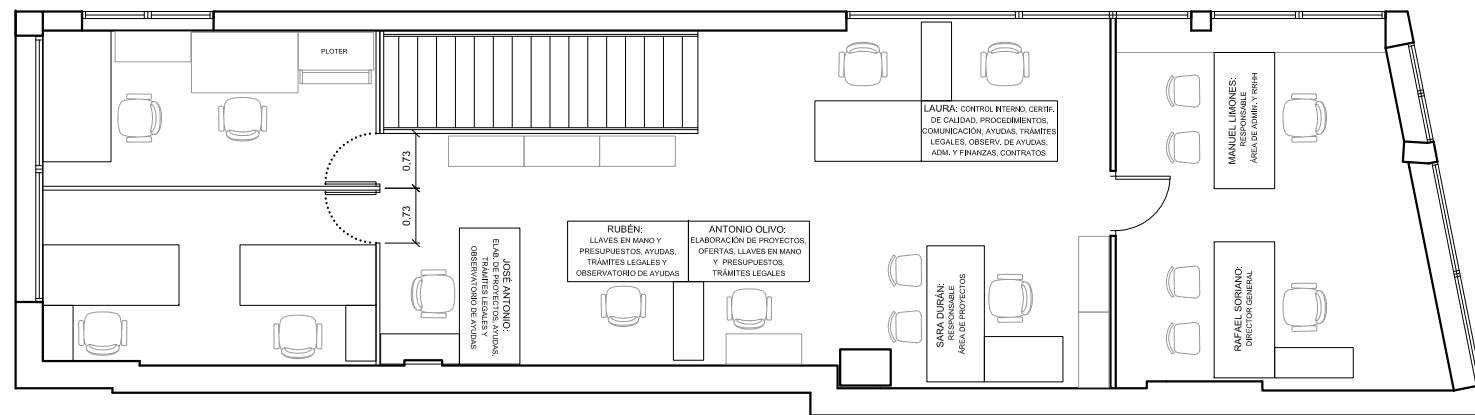 PLOTER
0,73
0,73
LAURA: CONTROL INTERNO, CERTIF.
DE CALIDAD, PROCEDIMIENTOS,
COMUNICACIÓN, AYUDAS, TRÁMITES
LEGALES, OBSERV. DE AYUDAS,
ADM. Y FINANZAS, CONTRATOS
MANUEL LIMONES:
RESPONSABLE
ÁREA DE ADMÍN. Y RRHH
JOSÉ ANTONIO:
ELAB. DE PROYECTOS, AYUDAS,
TRÁMITES LEGALES Y
OBSERVATORIO DE AYUDAS
RUBÉN:
LLAVES EN MANO Y
PRESUPUESTOS, AYUDAS,
TRÁMITES LEGALES Y
OBSERVATORIO DE AYUDAS
ANTONIO OLIVO:
ELABORACIÓN DE PROYECTOS,
OFERTAS, LLAVES EN MANO
Y PRESUPUESTOS,
TRÁMITES LEGALES
SARA DURÁN:
RESPONSABLE
ÁREA DE PROYECTOS
RAFAEL SORIANO:
DIRECTOR GENERAL